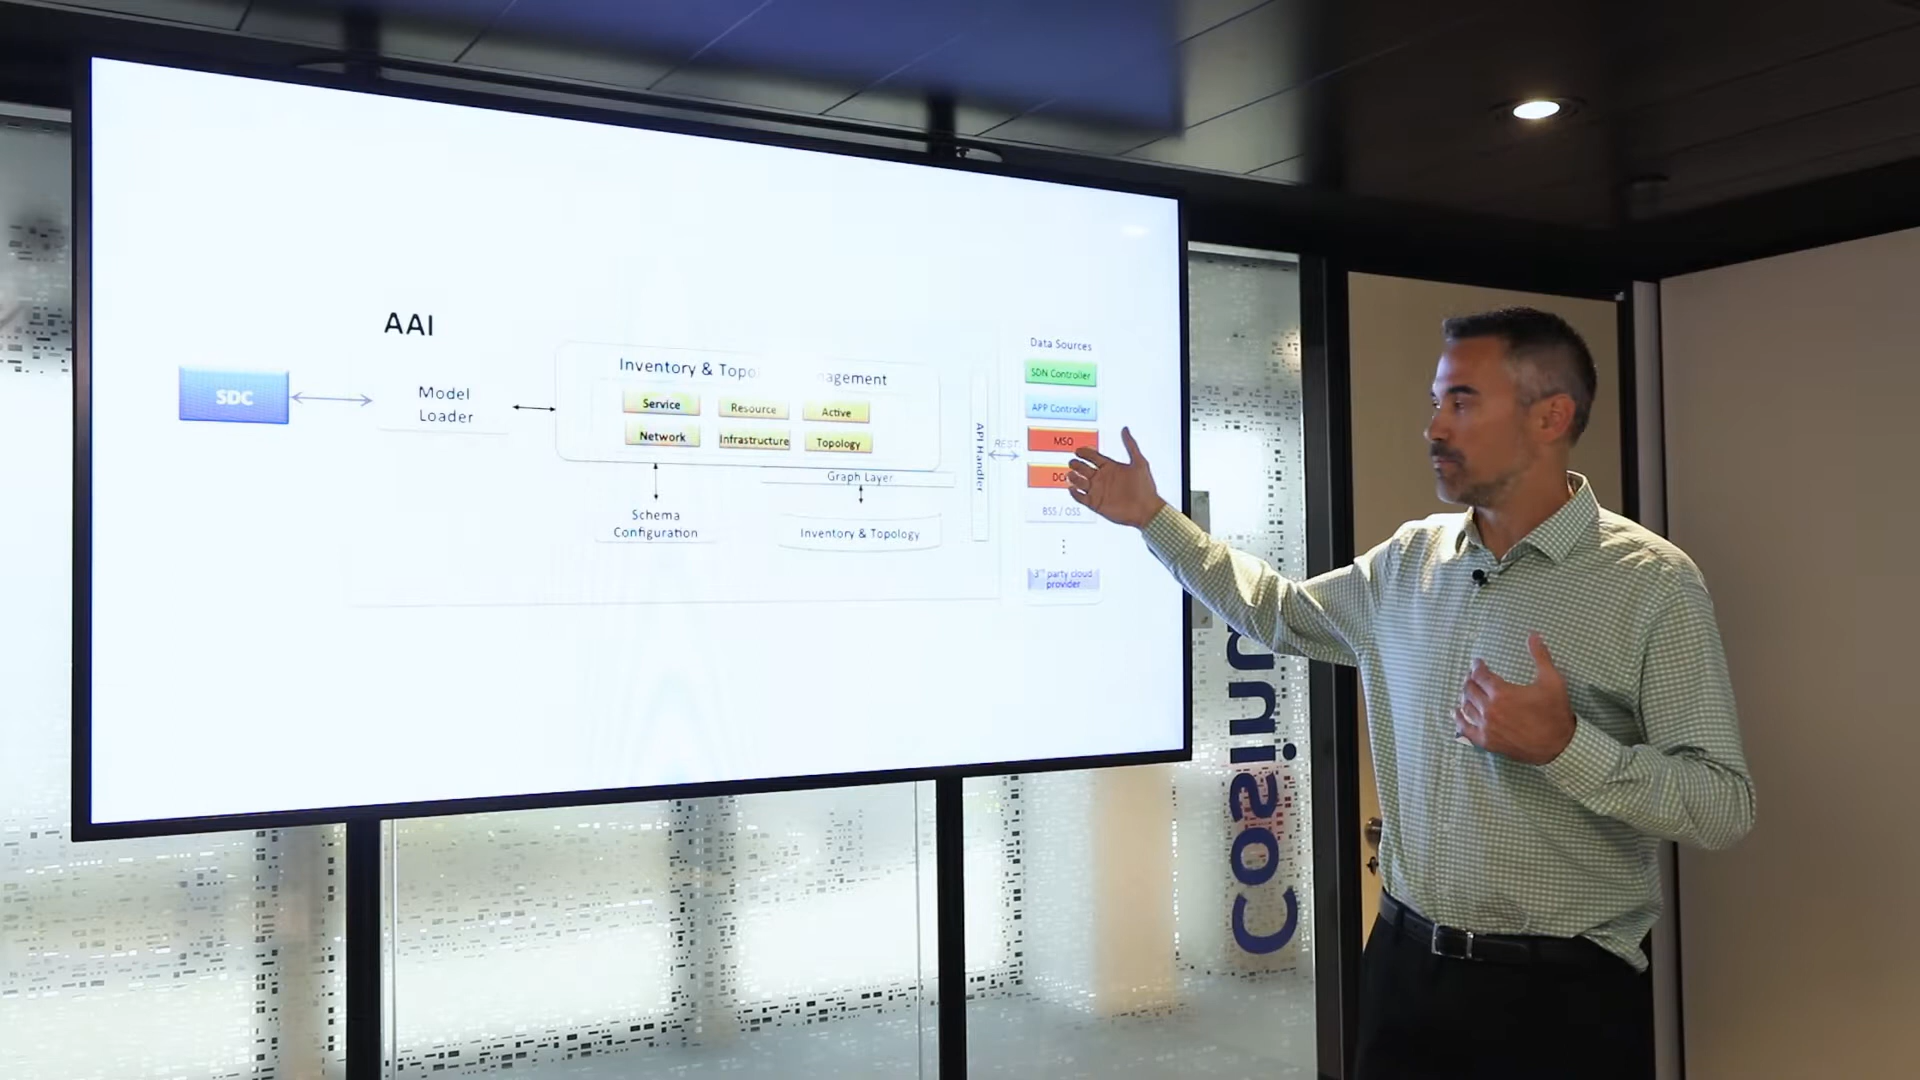 AAI
SDC
Model
Loader
Inventory & Topo agement
Service
Resource
Active
Network
Infrastructure
Topology
Graph Layer
Schema
Configuration
Inventory & Topology
API Handler
REST
Data Sources
SDN Controller
APP Controller
MSO
BSS / OSS
3rd party cloud
provider
Cosinu